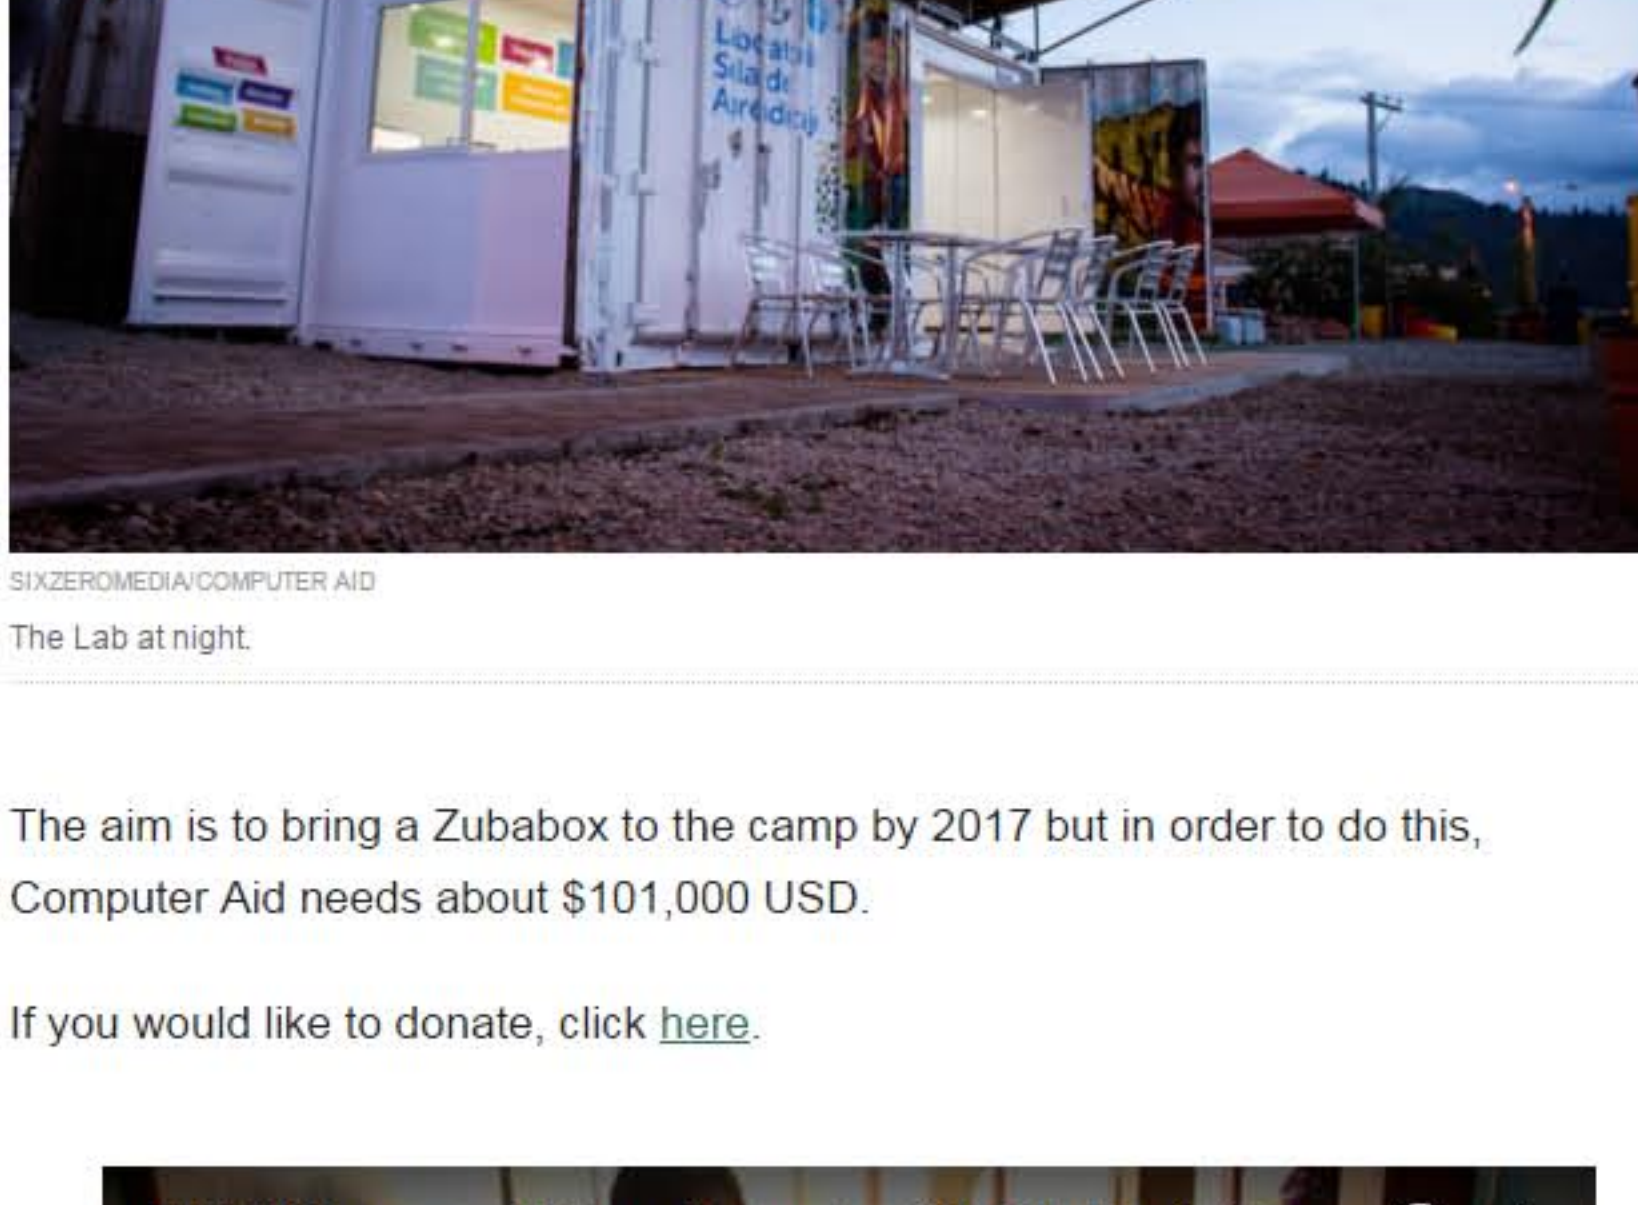 SIXZEROMEDIA/COMPUTER AID
The Lab at night.
The aim is to bring a Zubabox to the camp by 2017 but in order to do this,
Computer Aid needs about $101,000 USD.
If you would like to donate, click here.